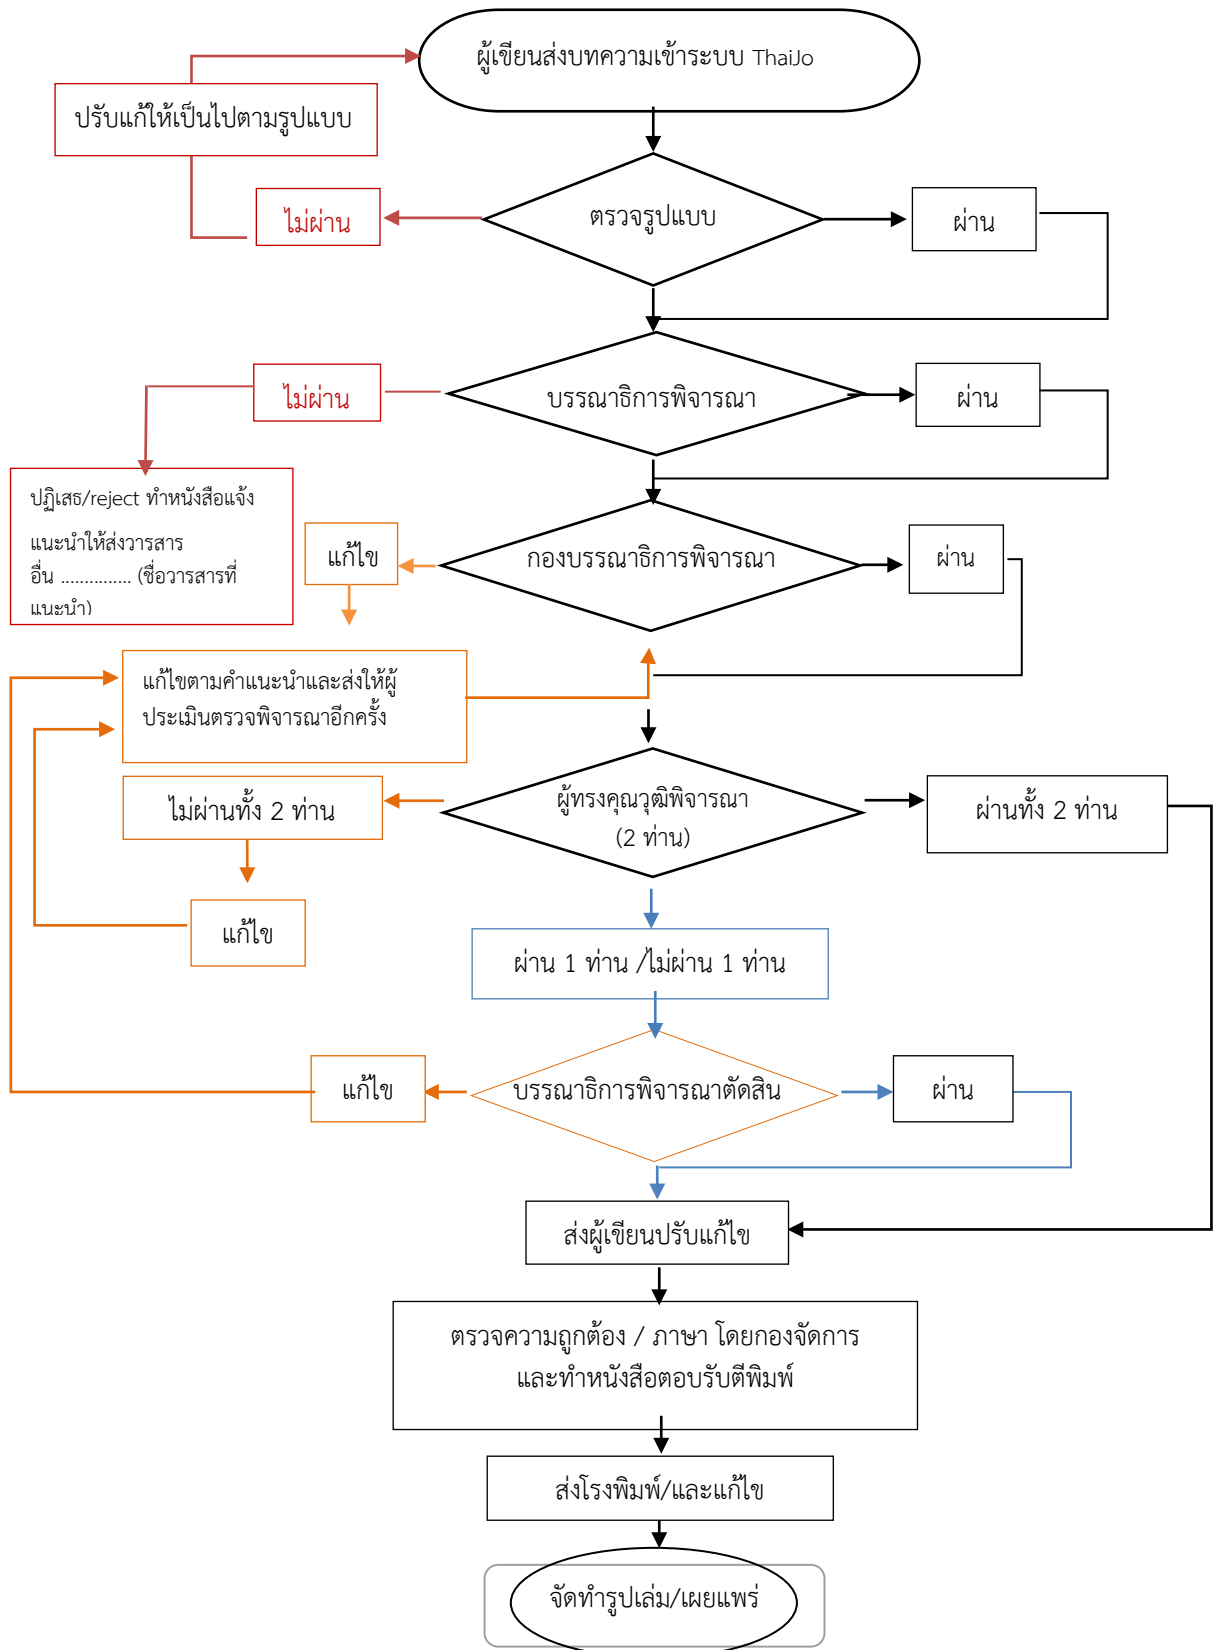 ผู้เขียนส่งบทความเข้าระบบ ThaiJo
ปรับแก้ให้เป็นไปตามรูปแบบ
ไม่ผ่าน
ตรวจรูปแบบ
ผ่าน
ไม่ผ่าน
บรรณาธิการพิจารณา
ผ่าน
ปฏิเสธ/reject ทำหนังสือแจ้ง
แนะนำให้ส่งวารสาร
อื่น ............... (ชื่อวารสารที่
แนะนำ)
แก้ไข
กองบรรณาธิการพิจารณา
ผ่าน
แก้ไขตามคำแนะนำและส่งให้ผู้
ประเมินตรวจพิจารณาอีกครั้ง
ไม่ผ่านทั้ง 2 ท่าน
ผู้ทรงคุณวุฒิพิจารณา
(2 ท่าน)
ผ่านทั้ง 2 ท่าน
แก้ไข
ผ่าน 1 ท่าน /ไม่ผ่าน 1 ท่าน
แก้ไข
บรรณาธิการพิจารณาตัดสิน
ผ่าน
ส่งผู้เขียนปรับแก้ไข
ตรวจความถูกต้อง / ภาษา โดยกองจัดการ
และทำหนังสือตอบรับตีพิมพ์
ส่งโรงพิมพ์/และแก้ไข
จัดทำรูปเล่ม/เผยแพร่